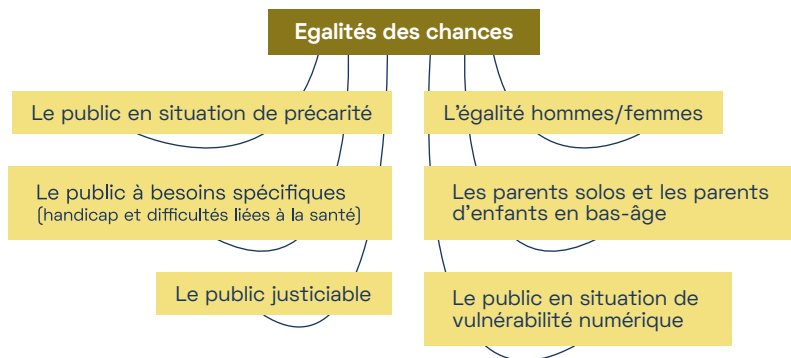 Egalités des chances
Le public en situation de précarité
L'égalité hommes/femmes
Le public à besoins spécifiques
(handicap et difficultés liées à la santé)
Les parents solos et les parents
d'enfants en bas-âge
Le public justiciable
Le public en situation de
vulnérabilité numérique